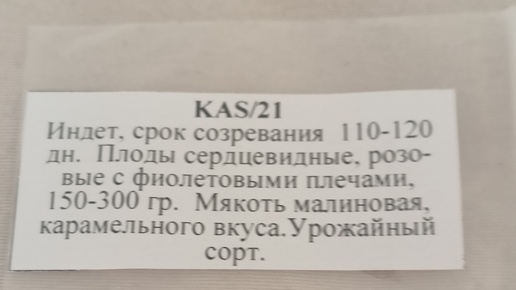 KAS/21
Индет, срок созревания 110-120
дн. Плоды сердцевидные, розо-
вые с фиолетовыми плечами,
150-300 гр. Мякоть малиновая,
карамельного вкуса.Урожайный
сорт.